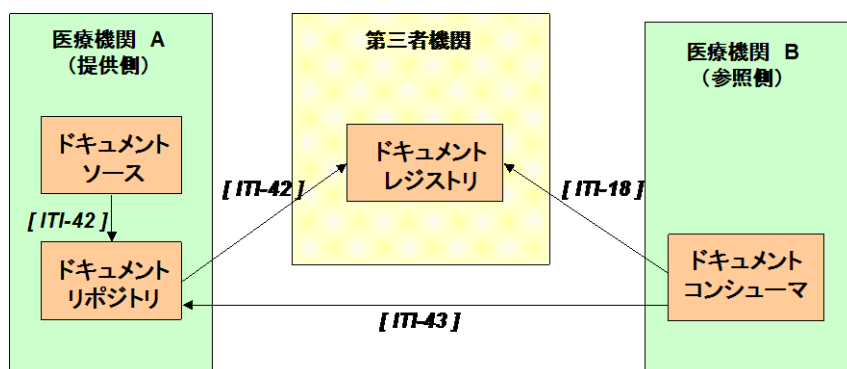 医療機関 A
（提供側）
ドキュメント
ソース
[ ITI-42 ]
ドキュメント
リポジトリ
第三者機関
ドキュメント
レジストリ
[ ITI-42 ]
[ ITI-18 ]
[ ITI-43 ]
医療機関 B
（参照側）
ドキュメント
コンシューマ